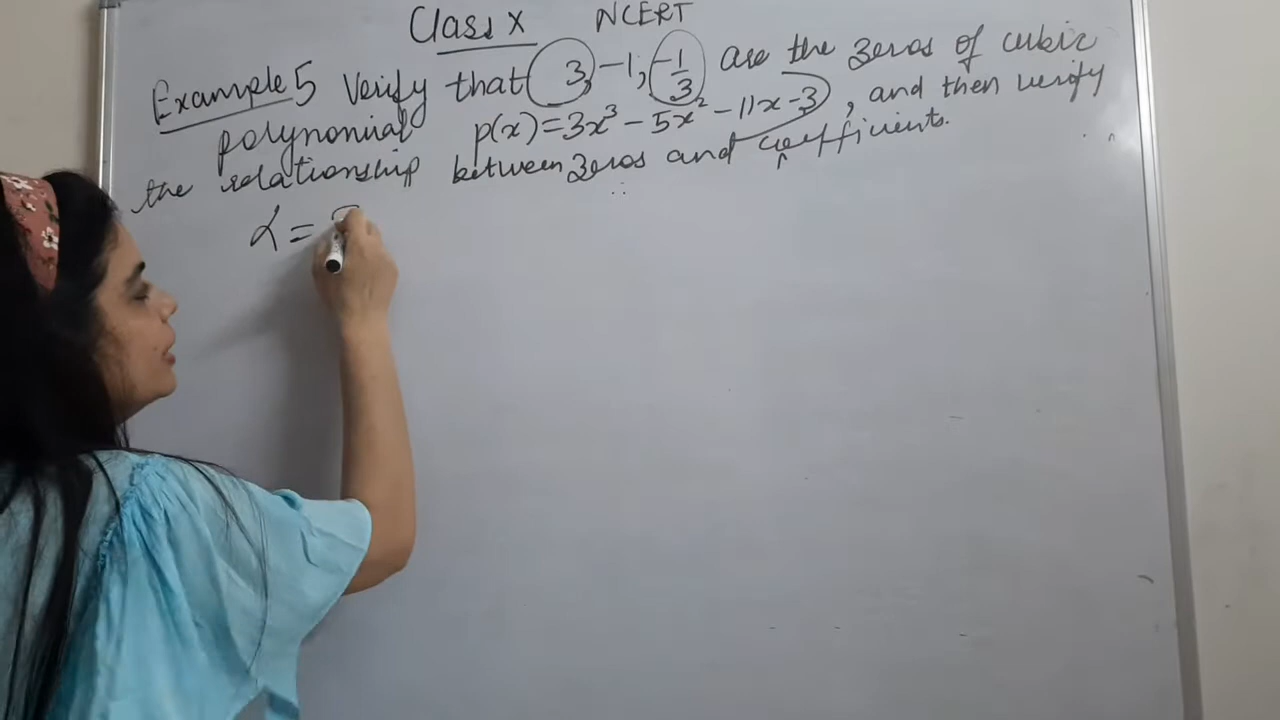 Class X NCERT
Example 5 Verify that 3, -1, -1/3 are the zeros of cubic
polynomial p(x) = 3x³ - 5x² - 11x - 3, and then verify
the relationship between zeros and coefficients.
α =